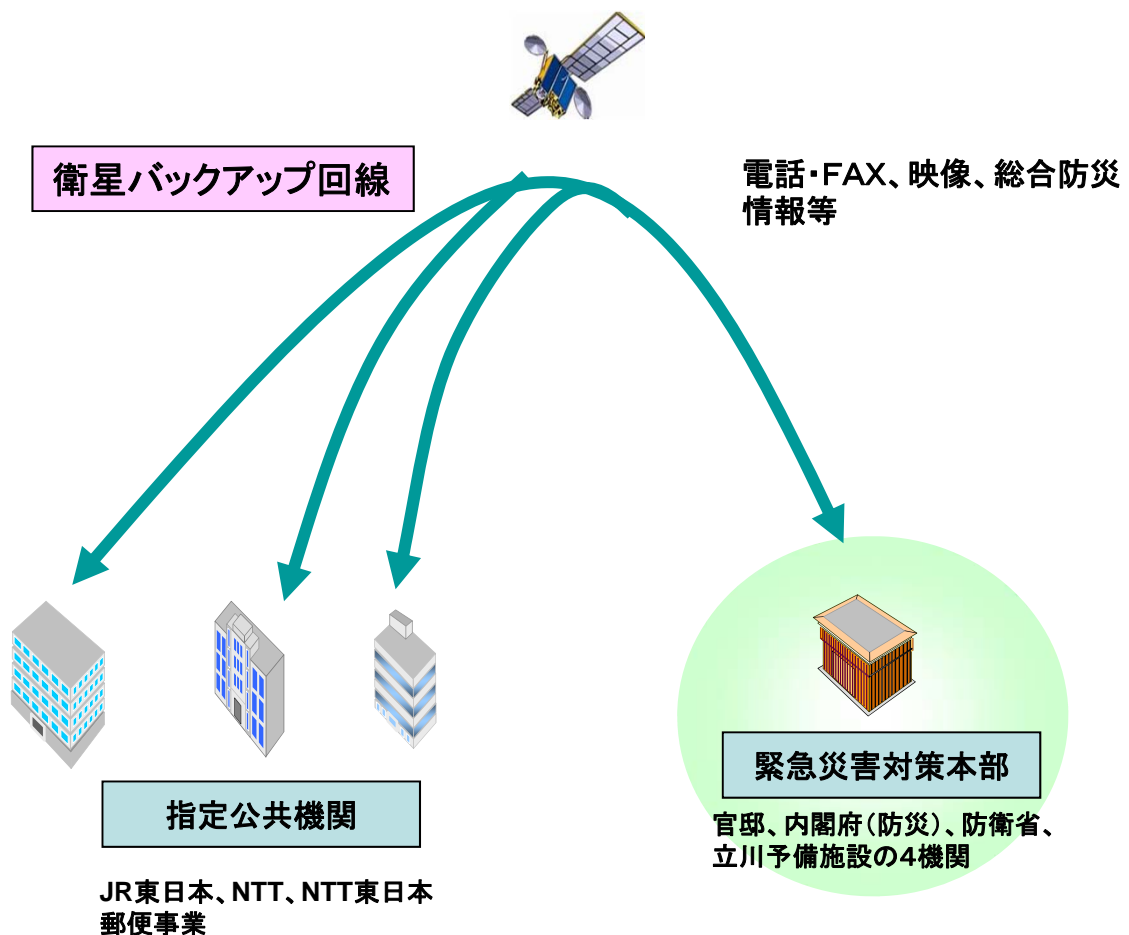 衛星バックアップ回線
電話・FAX、映像、総合防災
情報等
緊急災害対策本部
官邸、内閣府（防災）、防衛省、
立川予備施設の4機関
指定公共機関
JR東日本、NTT、NTT東日本
郵便事業